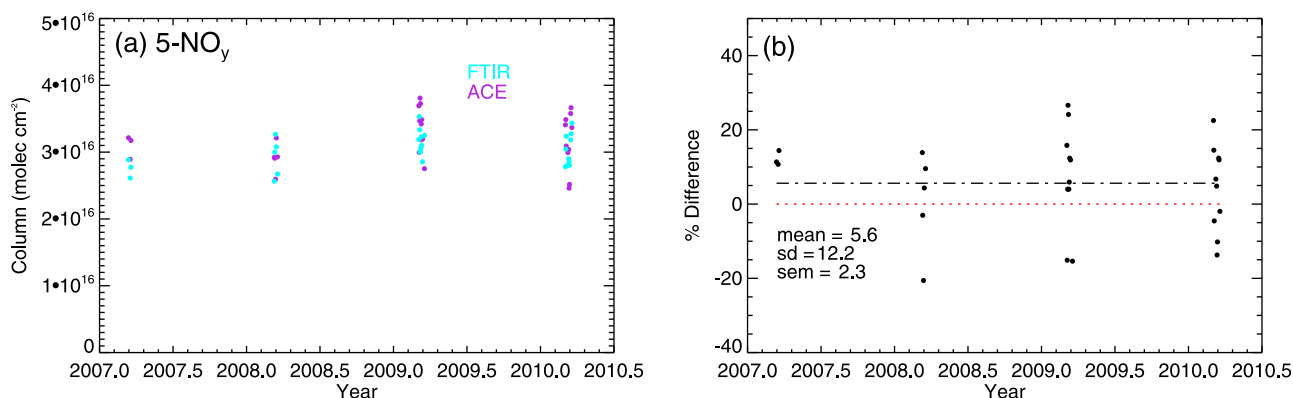 (a) 5-NOy
FTIR
ACE
5•10^16
4•10^16
3•10^16
2•10^16
1•10^16
0
Column (molec cm^-2)
2007.0 2007.5 2008.0 2008.5 2009.0 2009.5 2010.0 2010.5
Year
(b)
40
20
0
-20
-40
% Difference
mean = 5.6
sd =12.2
sem = 2.3
2007.0 2007.5 2008.0 2008.5 2009.0 2009.5 2010.0 2010.5
Year